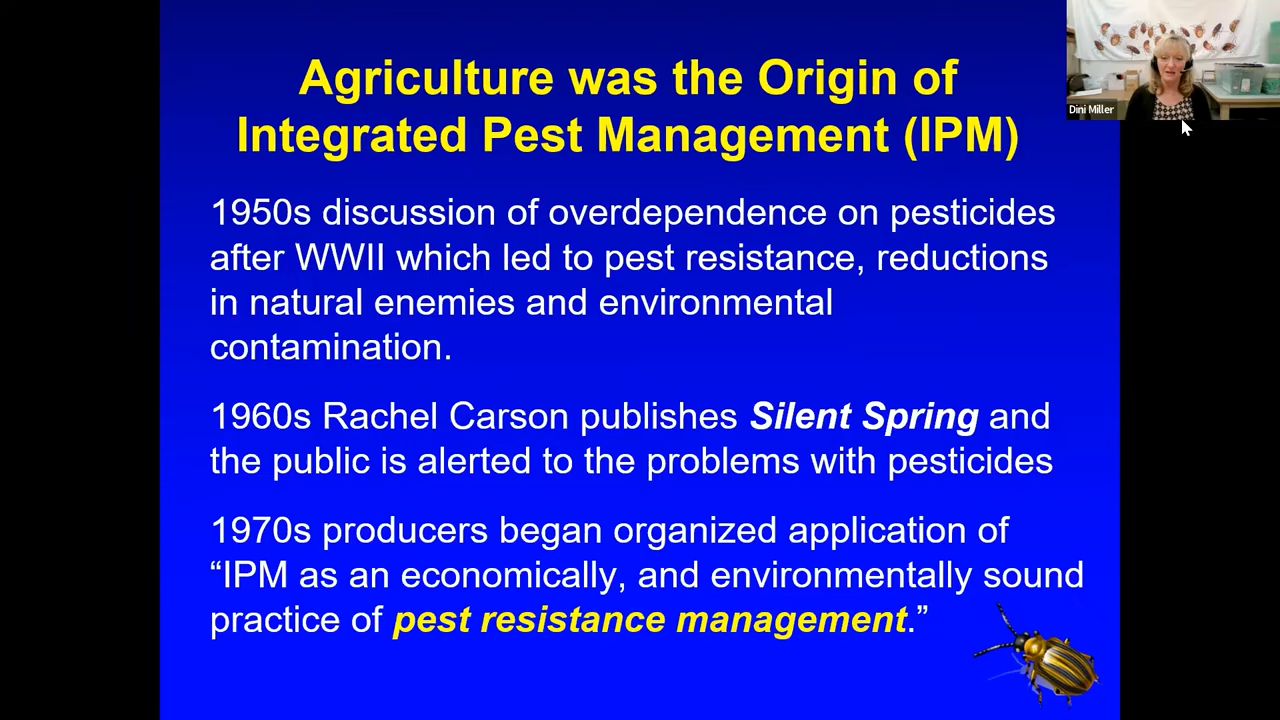 Agriculture was the Origin of
Integrated Pest Management (IPM)
Dini Miller
1950s discussion of overdependence on pesticides
after WWII which led to pest resistance, reductions
in natural enemies and environmental
contamination.
1960s Rachel Carson publishes Silent Spring and
the public is alerted to the problems with pesticides
1970s producers began organized application of
“IPM as an economically, and environmentally sound
practice of pest resistance management.”